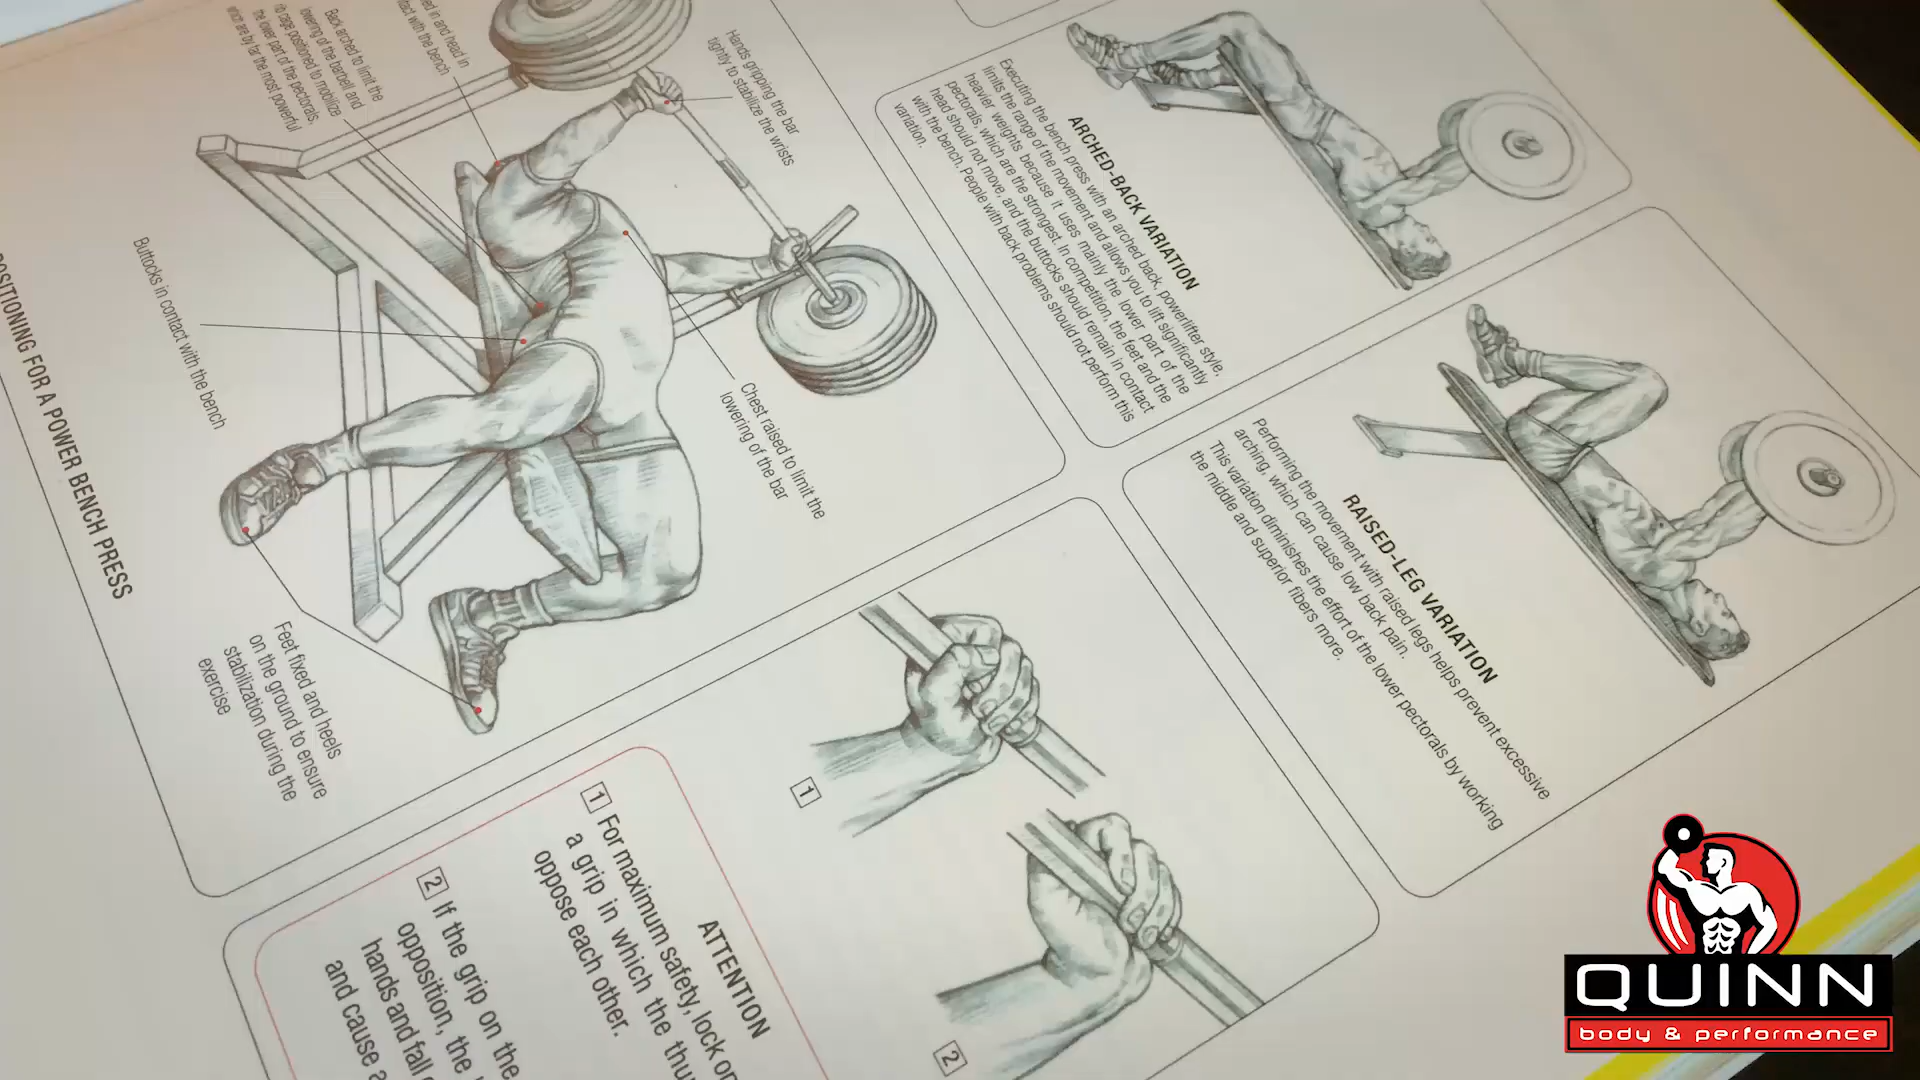 with the bench
Back arched to limit the
lowering of the barbell and
rib cage positioned to mobilize
the lower part of the pectorals,
which are by far the most powerful
Hands gripping the bar
tightly to stabilize the wrists
Buttocks in contact with the bench
Chest raised to limit the
lowering of the bar
Feet fixed and heels
on the ground to ensure
stabilization during the
exercise
POSITIONING FOR A POWER BENCH PRESS
ARCHED-BACK VARIATION
Executing the bench press with an arched back, powerlifter style,
limits the range of the movement and allows you to lift significantly
heavier weights because it uses mainly the lower part of the
pectorals, which are the strongest. In competition, the feet and the
head should not move, and the buttocks should remain in contact
with the bench. People with back problems should not perform this
variation.
RAISED-LEG VARIATION
Performing the movement with raised legs helps prevent excessive
arching, which can cause low back pain.
This variation diminishes the effort of the lower pectorals by working
the middle and superior fibers more.
1
2
ATTENTION
1 For maximum safety, lock
a grip in which the
oppose each other.
2 If the grip on the
opposition, the
hands and fall
and cause a
QUINN
body & performance